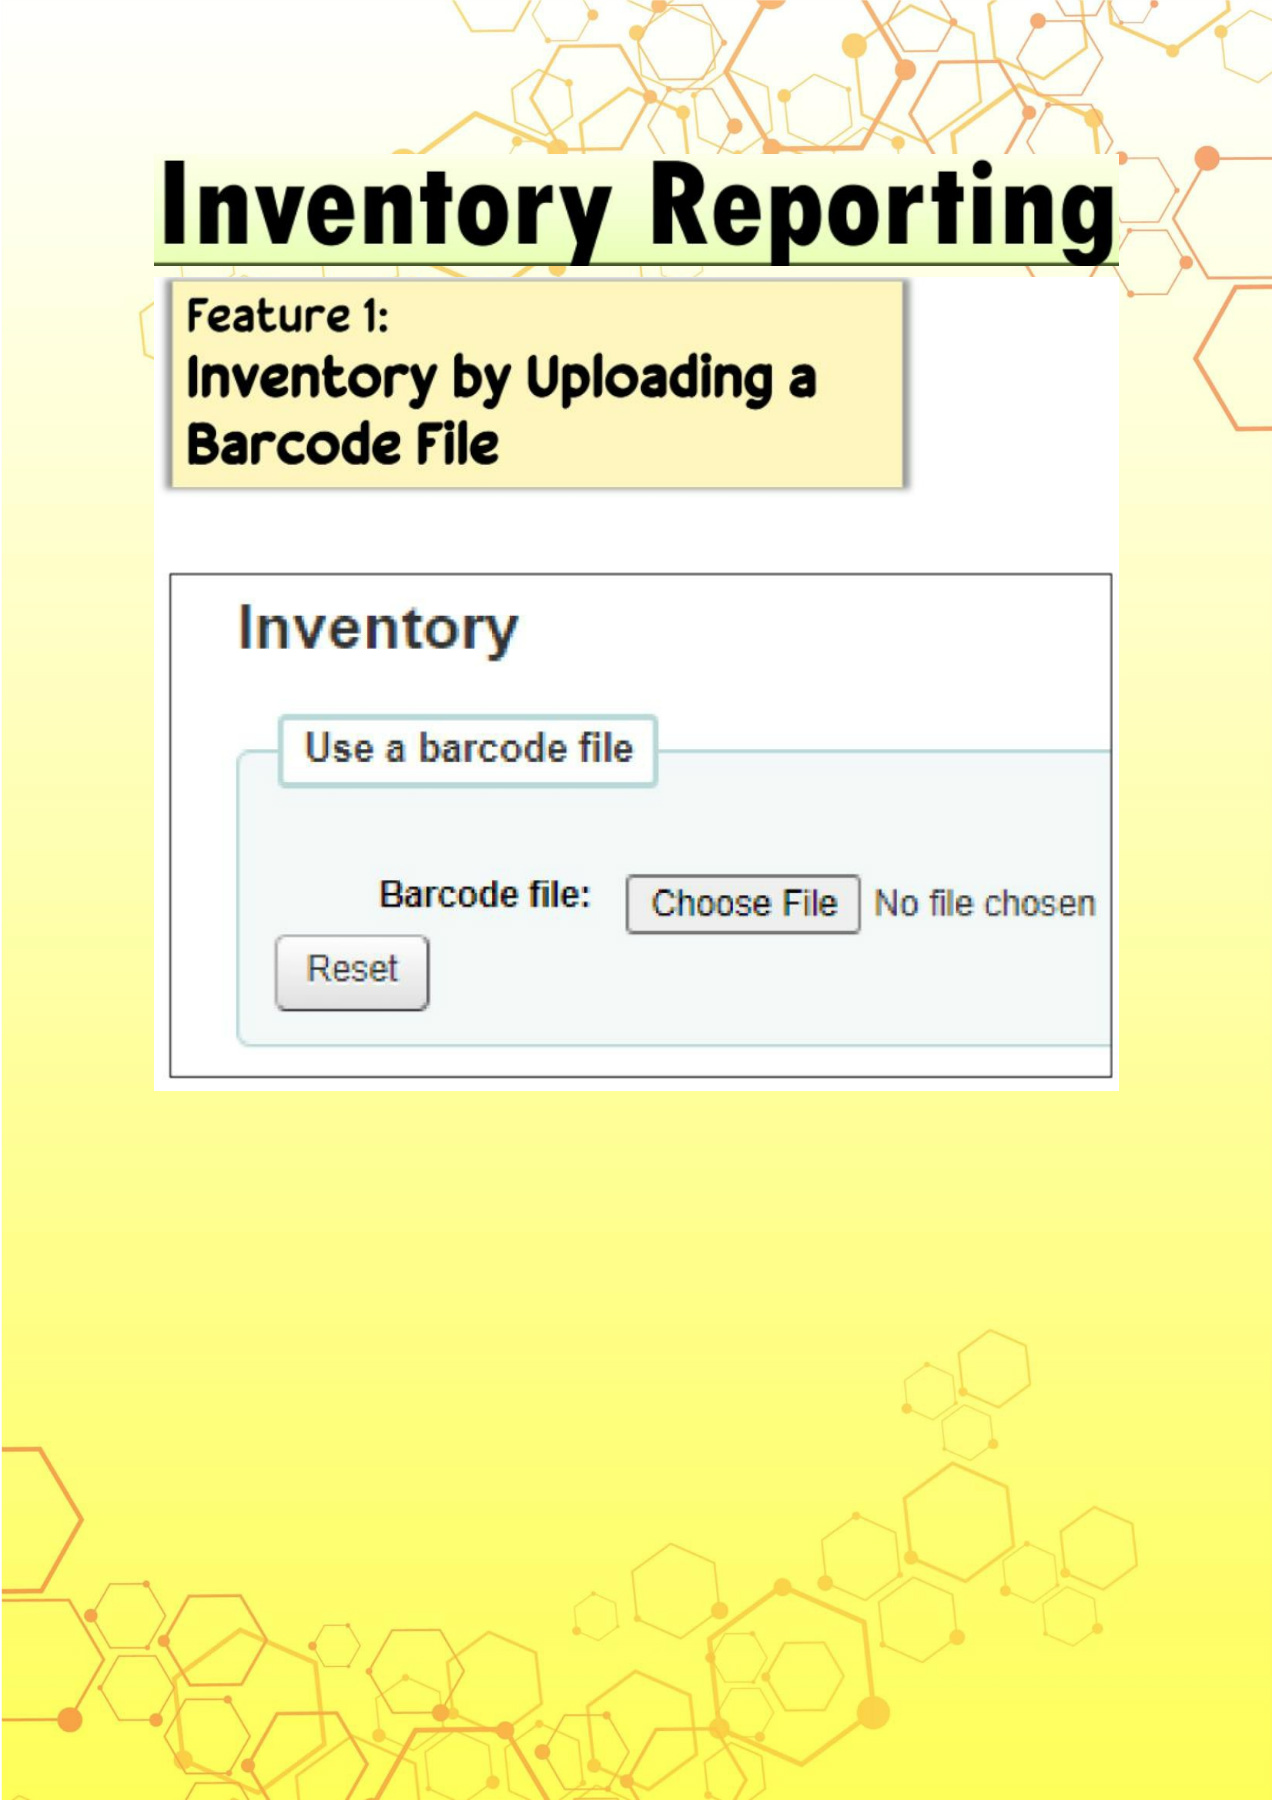 Inventory Reporting
Feature 1:
Inventory by Uploading a
Barcode File
Inventory
Use a barcode file
Barcode file: Choose File No file chosen
Reset